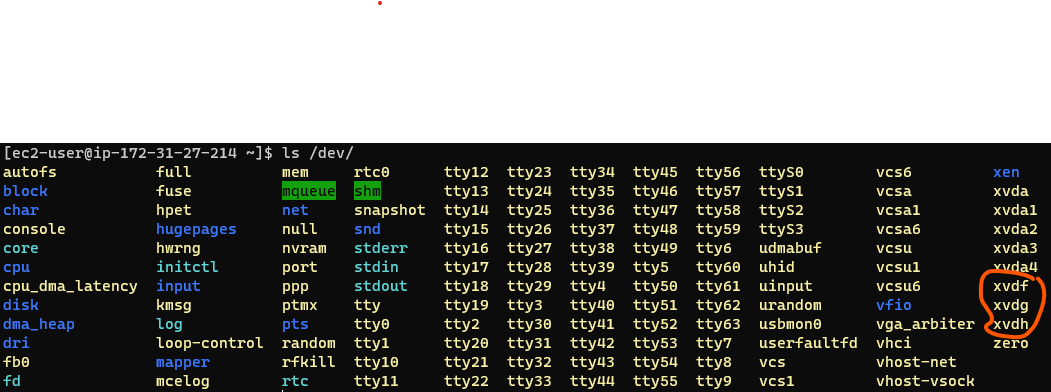 [ec2-user@ip-172-31-27-214 ~]$ ls /dev/
autofs full mem rtc0 tty12 tty23 tty34 tty45 tty56 ttyS0 vcs6 xen
block fuse mqueue shm tty13 tty24 tty35 tty46 tty57 ttyS1 vcsa xvda
char hpet net snapshot tty14 tty25 tty36 tty47 tty58 ttyS2 vcsa1 xvda1
console hugepages null snd tty15 tty26 tty37 tty48 tty59 ttyS3 vcsa6 xvda2
core hwrng nvram stderr tty16 tty27 tty38 tty49 tty6 udmabuf vcsu xvda3
cpu initctl port stdin tty17 tty28 tty39 tty5 tty60 uhid vcsu1 xvda4
cpu_dma_latency input ppp stdout tty18 tty29 tty4 tty50 tty61 uinput vcsu6 xvdf
disk kmsg ptmx tty tty19 tty3 tty40 tty51 tty62 urandom vfio xvdg
dma_heap log pts tty0 tty2 tty30 tty41 tty52 tty63 usbmon0 vga_arbiter xvdh
dri loop-control random tty1 tty20 tty31 tty42 tty53 tty7 userfaultfd vhci zero
fb0 mapper rfkill tty10 tty21 tty32 tty43 tty54 tty8 vcs vhost-net
fd mcelog rtc tty11 tty22 tty33 tty44 tty55 tty9 vcs1 vhost-vsock